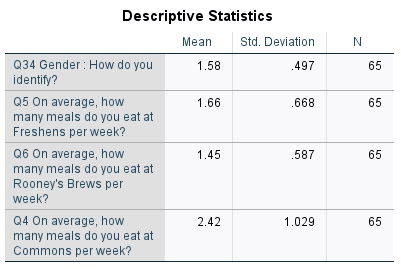 Descriptive Statistics
Mean Std. Deviation N
Q34 Gender : How do you identify? 1.58 .497 65
Q5 On average, how many meals do you eat at Freshens per week? 1.66 .668 65
Q6 On average, how many meals do you eat at Rooney's Brews per week? 1.45 .587 65
Q4 On average, how many meals do you eat at Commons per week? 2.42 1.029 65